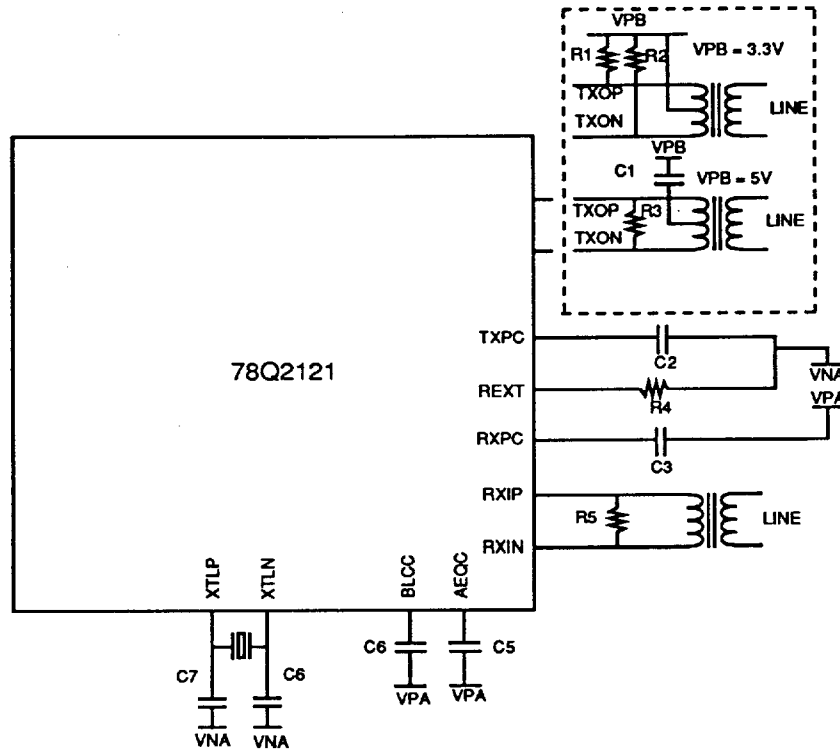 VPB
R1
R2
VPB = 3.3V
TXOP
TXON
LINE
VPB
C1
VPB = 5V
TXOP
R3
TXON
LINE
78Q2121
TXPC
C2
VNA
REXT
R4
VPA
RXPC
C3
RXIP
R5
LINE
RXIN
XTLP
XTLN
BLCC
AEQC
C7
C6
C6
C5
VNA
VNA
VPA
VPA